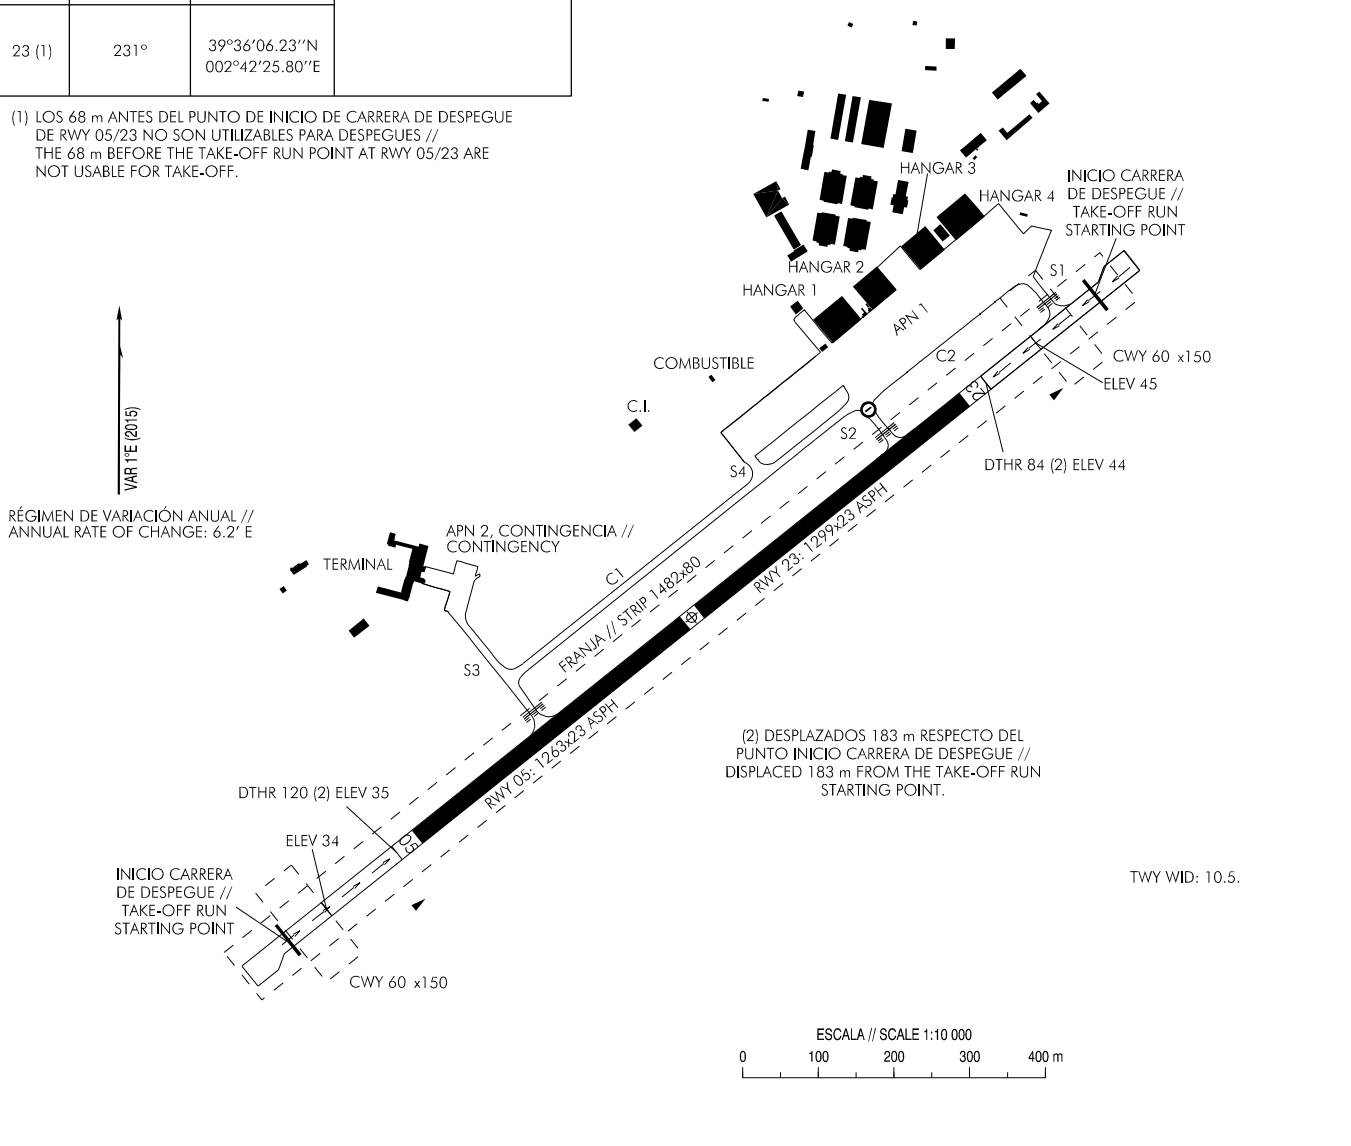 23 (1)
231º
39º36'06.23''N
002º42'25.80''E
(1) LOS 68 m ANTES DEL PUNTO DE INICIO DE CARRERA DE DESPEGUE
DE RWY 05/23 NO SON UTILIZABLES PARA DESPEGUES //
THE 68 m BEFORE THE TAKE-OFF RUN POINT AT RWY 05/23 ARE
NOT USABLE FOR TAKE-OFF.
HANGAR 3
HANGAR 4
INICIO CARRERA
DE DESPEGUE //
TAKE-OFF RUN
STARTING POINT
HANGAR 2
HANGAR 1
S1
APN 1
C2
CWY 60 x150
COMBUSTIBLE
ELEV 45
23
C.I.
S2
DTHR 84 (2) ELEV 44
S4
VAR 1ºE (2015)
RÉGIMEN DE VARIACIÓN ANUAL //
ANNUAL RATE OF CHANGE: 6.2' E
APN 2, CONTINGENCIA //
CONTINGENCY
TERMINAL
C1
FRANJA // STRIP 1482x80
RWY 23: 1299x23 ASPH
S3
RWY 05: 1263x23 ASPH
(2) DESPLAZADOS 183 m RESPECTO DEL
PUNTO INICIO CARRERA DE DESPEGUE //
DISPLACED 183 m FROM THE TAKE-OFF RUN
STARTING POINT.
DTHR 120 (2) ELEV 35
ELEV 34
05
INICIO CARRERA
DE DESPEGUE //
TAKE-OFF RUN
STARTING POINT
TWY WID: 10.5.
CWY 60 x150
ESCALA // SCALE 1:10 000
0 100 200 300 400 m